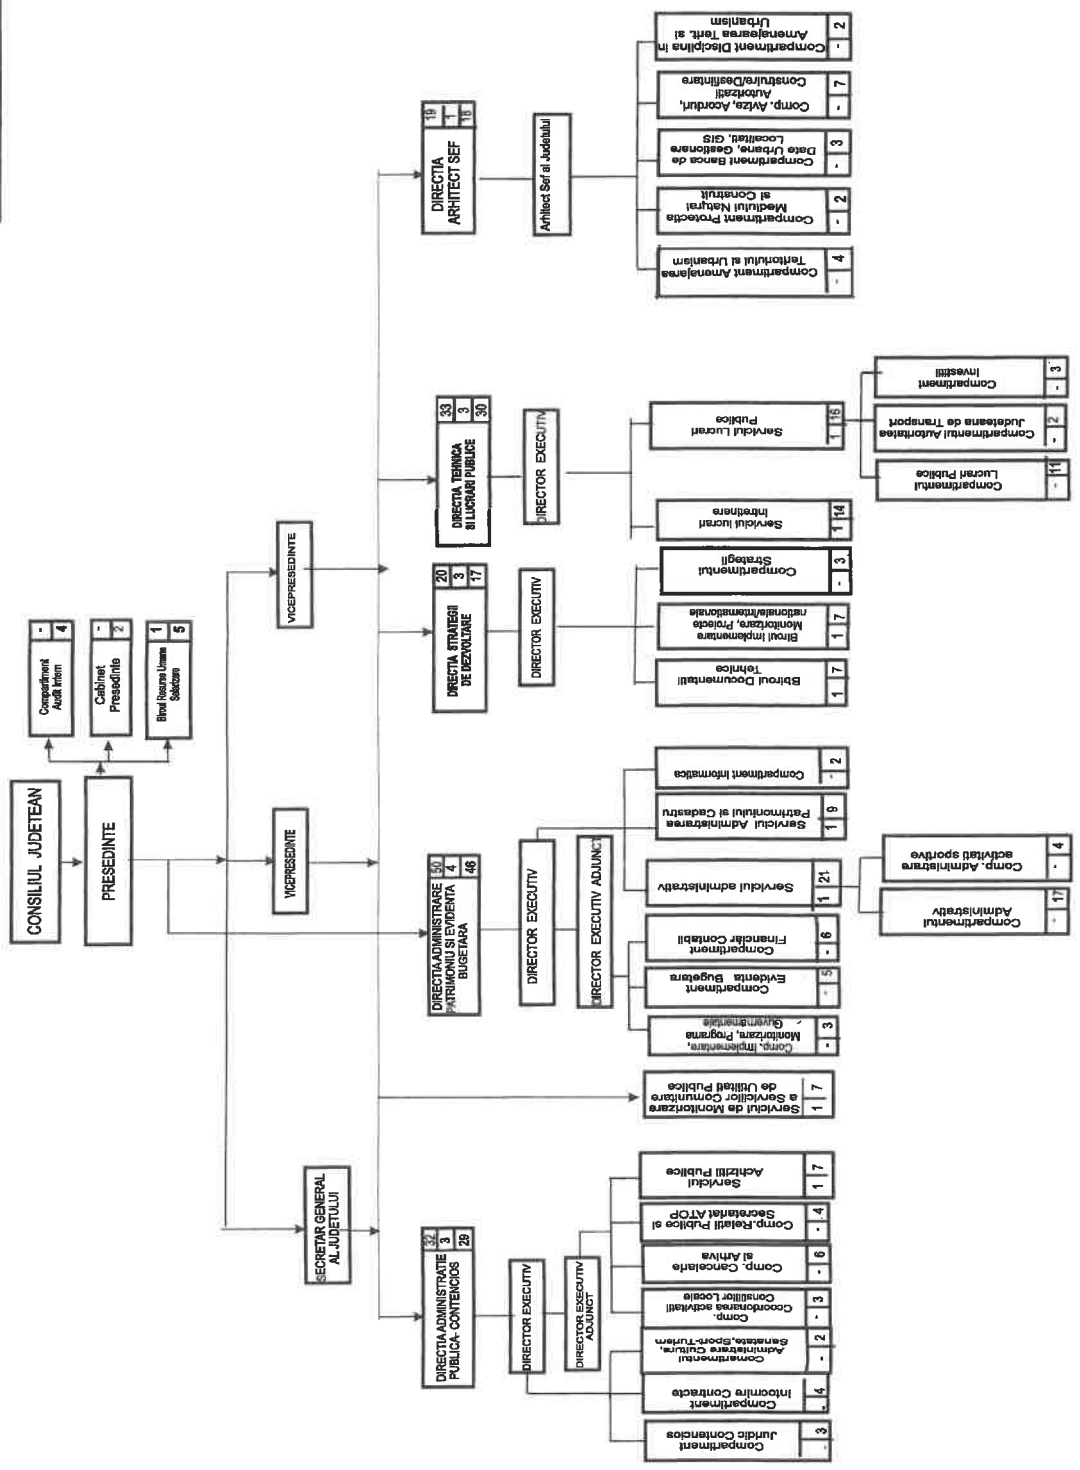 CONSILIUL JUDETEAN
PRESEDINTE
Compartiment
Audit Intern
-
4
Cabinet
Presedinte
-
2
Biroul Resurse Umane
Salarizare
1
5
SECRETAR GENERAL
AL JUDETULUI
VICEPRESEDINTE
VICEPRESEDINTE
DIRECTIA ADMINISTRATIE
PUBLICA- CONTENCIOS
32
3
29
DIRECTIA ADMINISTRARE
PATRIMONIU SI EVIDENTA
BUGETARA
50
4
46
DIRECTIA STRATEGII
DE DEZVOLTARE
20
3
17
DIRECTIA TEHNICA
SI LUCRARI PUBLICE
33
3
30
DIRECTIA
ARHITECT SEF
19
1
18
DIRECTOR EXECUTIV
DIRECTOR EXECUTIV
ADJUNCT
DIRECTOR EXECUTIV
DIRECTOR EXECUTIV ADJUNCT
DIRECTOR EXECUTIV
DIRECTOR EXECUTIV
Arhitect Sef al Judetului
Compartiment
Juridic Contencios
- 3
Compartiment
Intocmire Contracte
- 4
Comartimentul
Administrare Cultura,
Sanatate,Sport-Turism
- 2
Comp.
Ccoordonarea activitatii
Consiliilor Locale
- 3
Comp. Cancelarie
si Arhiva
- 6
Comp.Relatii Publice si
Secretariat ATOP
- 4
Serviciul
Achizitii Publice
1 7
Serviciul de Monitorizare
a Serviciilor Comunitare
de Utilitati Publice
1 7
Comp. Implementare,
Monitorizare, Programe
Guvernamentale
- 3
Compartiment
Evidenta Bugetara
- 5
Compartiment
Financiar Contabil
- 6
Serviciul administrativ
1 21
Serviciul Administrarea
Patrimoniului si Cadastru
1 9
Compartiment Informatica
- 2
Compartimentul
Administrativ
- 17
Comp. Administrare
activitati sportive
- 4
Bbiroul Documentatii
Tehnice
1 7
Biroul Implementare
Monitorizare, Proiecte
nationale/internationale
1 7
Compartimentul
Strategii
- 3
Serviciul lucrari
Intretinere
1 14
Serviciul Lucrari
Publice
1 16
Compartimentul
Lucrari Publice
- 11
Compartimentul Autoritatea
Judeteana de Transport
- 2
Compartiment
Investitii
- 3
Compartiment Amenajarea
Teritoriului si Urbanism
- 4
Compartiment Protectia
Mediului Natural
si Construit
- 2
Compartiment Banca de
Date Urbane, Gestionare
Localitati, GIS
- 3
Comp. Avize, Acorduri,
Autorizatii
Construire/Desfiintare
- 7
Compartiment Disciplina in
Amenajearea Terit. si
Urbanism
- 2